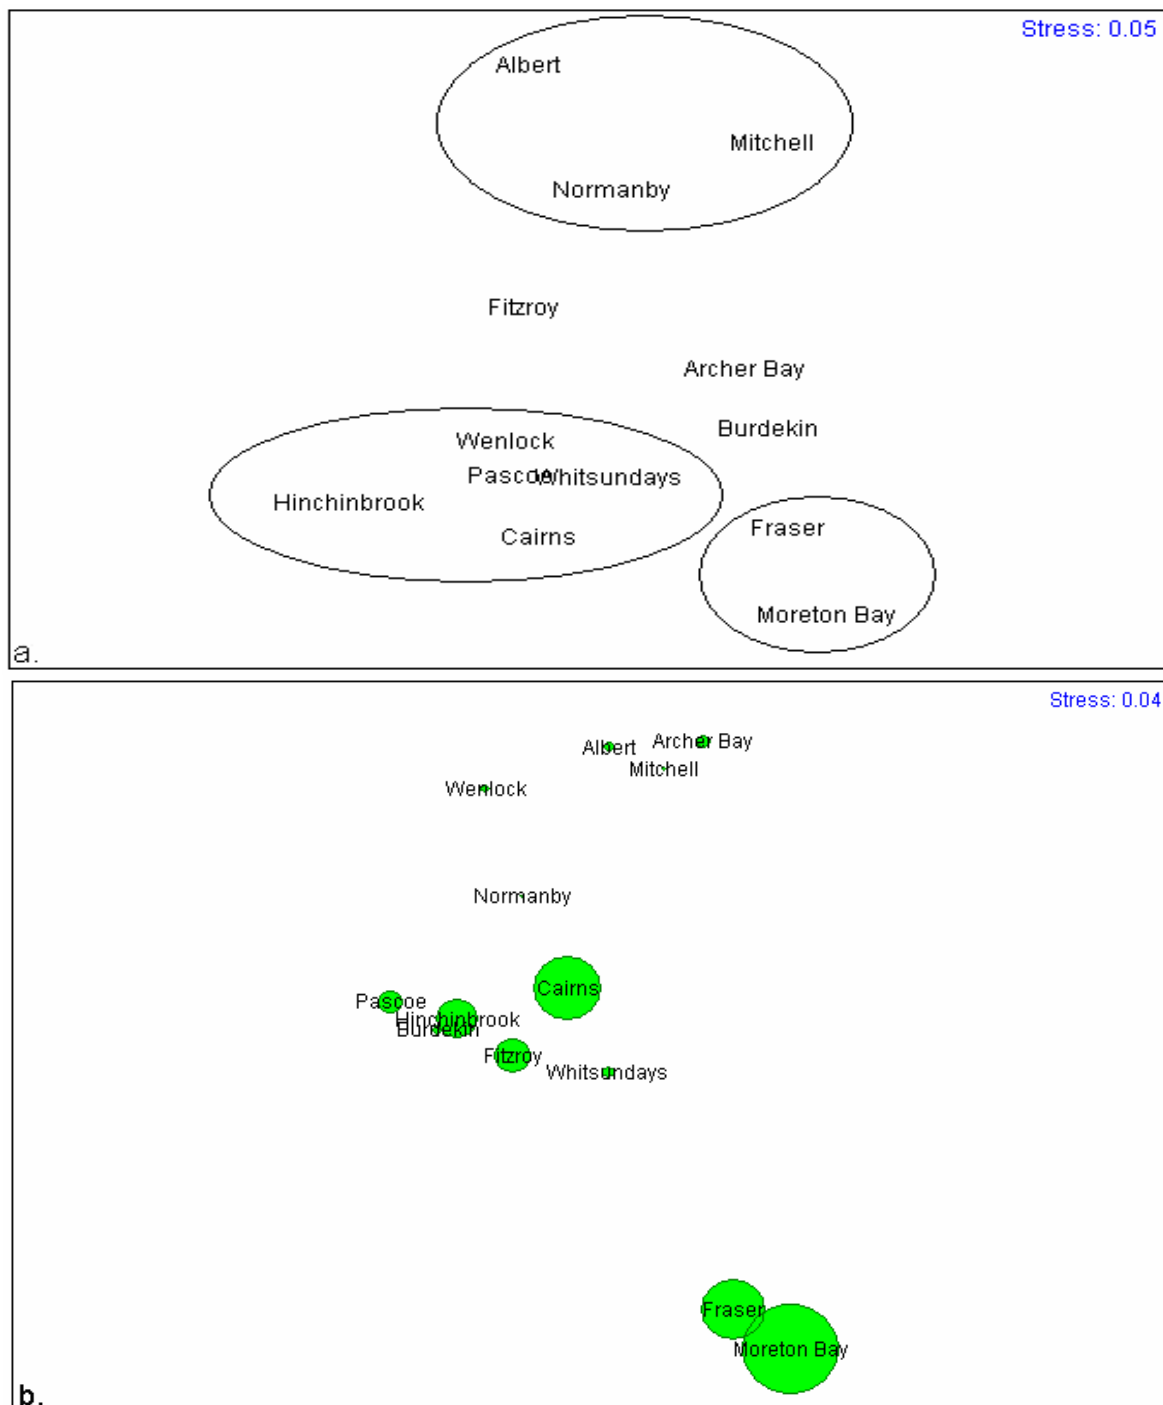 Stress: 0.05
Albert
Mitchell
Normanby
Fitzroy
Archer Bay
Burdekin
Wenlock
Pascoe Whitsundays
Hinchinbrook
Fraser
Cairns
Moreton Bay
a.
Stress: 0.04
Albert Archer Bay
Mitchell
Wenlock
Normanby
Cairns
Pascoe
Hinchinbrook
Burdekin
Fitzroy
Whitsundays
Fraser
Moreton Bay
b.